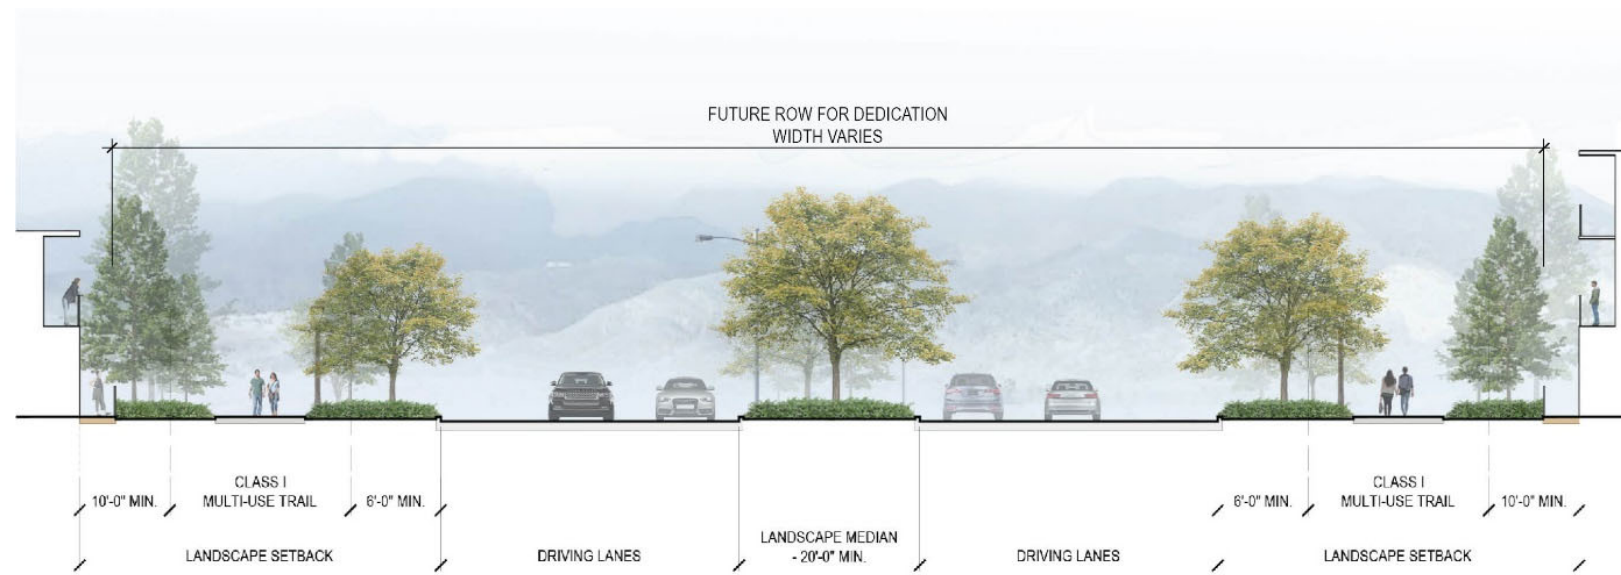 FUTURE ROW FOR DEDICATION
WIDTH VARIES
10'-0" MIN.
CLASS I
MULTI-USE TRAIL
6'-0" MIN.
6'-0" MIN.
CLASS I
MULTI-USE TRAIL
10'-0" MIN.
LANDSCAPE SETBACK
DRIVING LANES
LANDSCAPE MEDIAN
- 20'-0" MIN.
DRIVING LANES
LANDSCAPE SETBACK